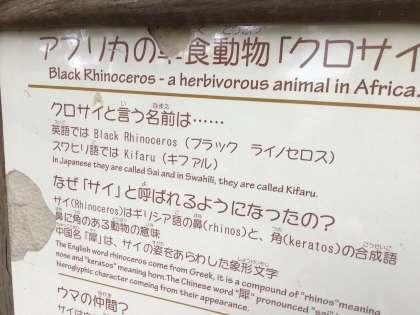 アフリカの草食動物「クロサイ
Black Rhinoceros - a herbivorous animal in Africa.
クロサイと言う名前は……
英語では Black Rhinoceros（ブラック ライノセロス）
スワヒリ語では Kifaru（キファル）
In Japanese they are called Sai and in Swahili, they are called Kifaru.
なぜ「サイ」と呼ばれるようになったの？
サイ(Rhinoceros)はギリシア語の鼻(rhinos)と、角(keratos)の合成語
鼻に角のある動物の意味
中国名「犀」は、サイの姿をあらわした象形文字
The English word rhinoceros come from Greek, it is a compound of "rhinos" meaning
nose and "keratos" meaning horn.The Chinese word "犀" pronounced "sai"
hieroglyphic charecter comeing from their appearance.
ウマの仲間？
サイは